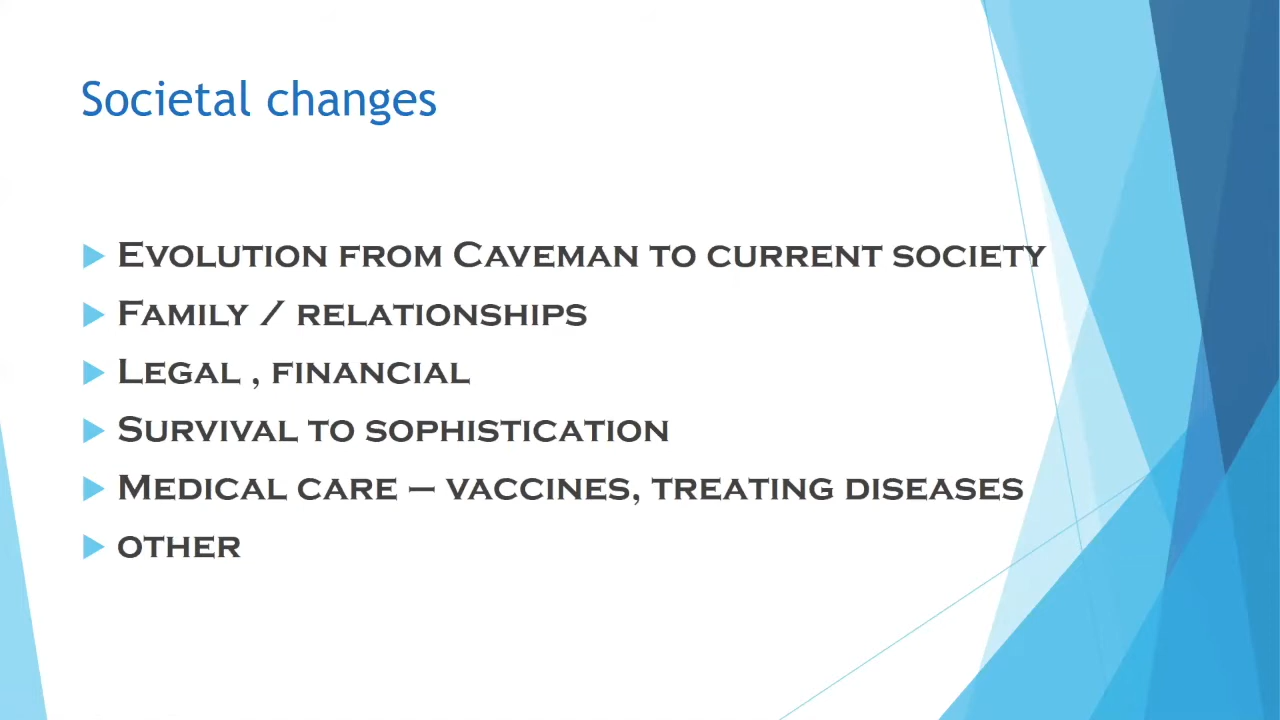 Societal changes
Evolution from Caveman to current society
Family / relationships
Legal , financial
Survival to sophistication
Medical care – vaccines, treating diseases
other